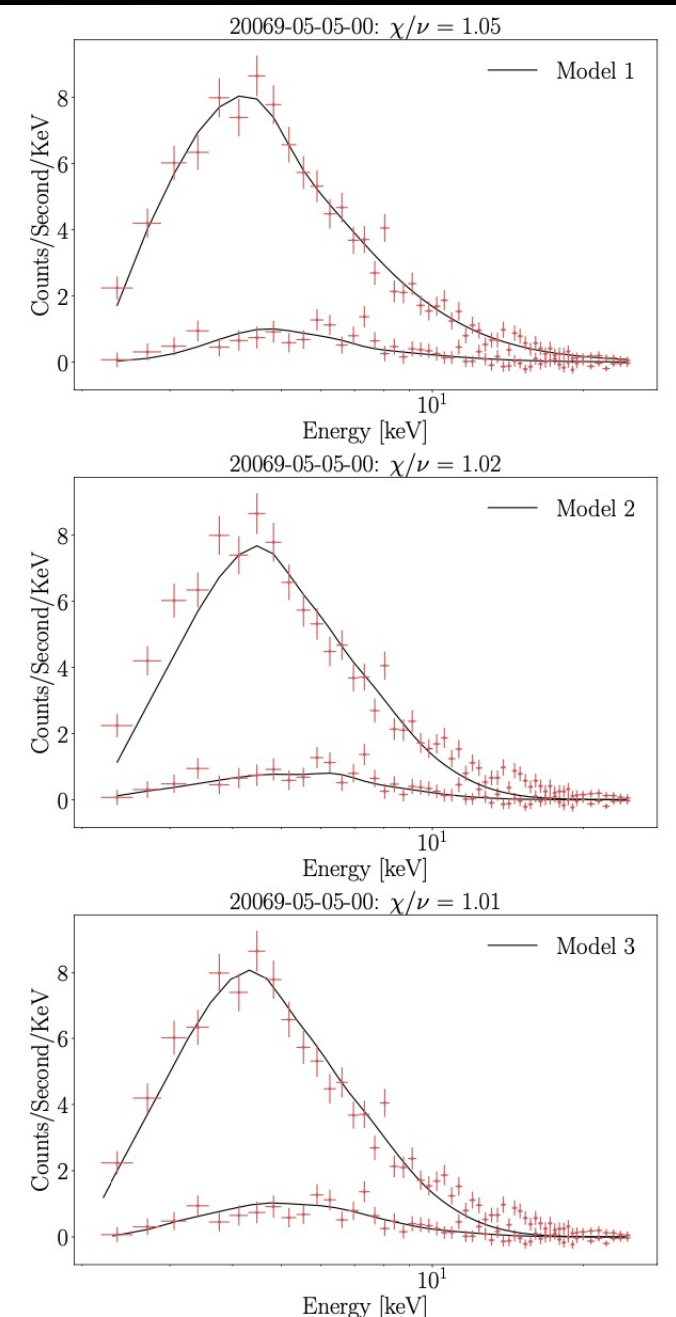 20069-05-05-00: χ/ν = 1.05
Model 1
8
6
4
2
0
Counts/Second/KeV
10¹
Energy [keV]
20069-05-05-00: χ/ν = 1.02
Model 2
8
6
4
2
0
Counts/Second/KeV
10¹
Energy [keV]
20069-05-05-00: χ/ν = 1.01
Model 3
8
6
4
2
0
Counts/Second/KeV
10¹
Energy [keV]